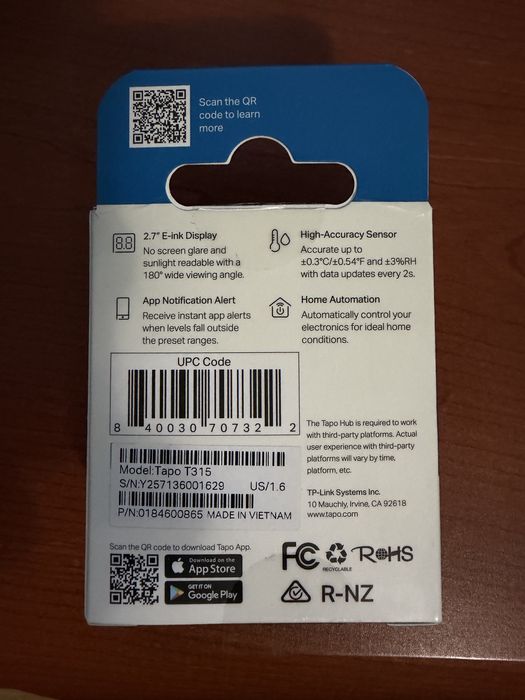 Scan the QR
code to learn
more
2.7" E-ink Display
No screen glare and
sunlight readable with a
180° wide viewing angle.
High-Accuracy Sensor
Accurate up to
±0.3°C/±0.54°F and ±3%RH
with data updates every 2s.
App Notification Alert
Receive instant app alerts
when levels fall outside
the preset ranges.
Home Automation
Automatically control your
electronics for ideal home
conditions.
UPC Code
8 40030 70732 2
Model:Tapo T315
S/N:Y257136001629 US/1.6
P/N:0184600865 MADE IN VIETNAM
The Tapo Hub is required to work
with third-party platforms. Actual
user experience with third-party
platforms will vary by time,
platform, etc.
TP-Link Systems Inc.
10 Mauchly, Irvine, CA 92618
www.tapo.com
Scan the QR code to download Tapo App.
Download on the
App Store
GET IT ON
Google Play
FC
RECYCLABLE
RoHS
R-NZ